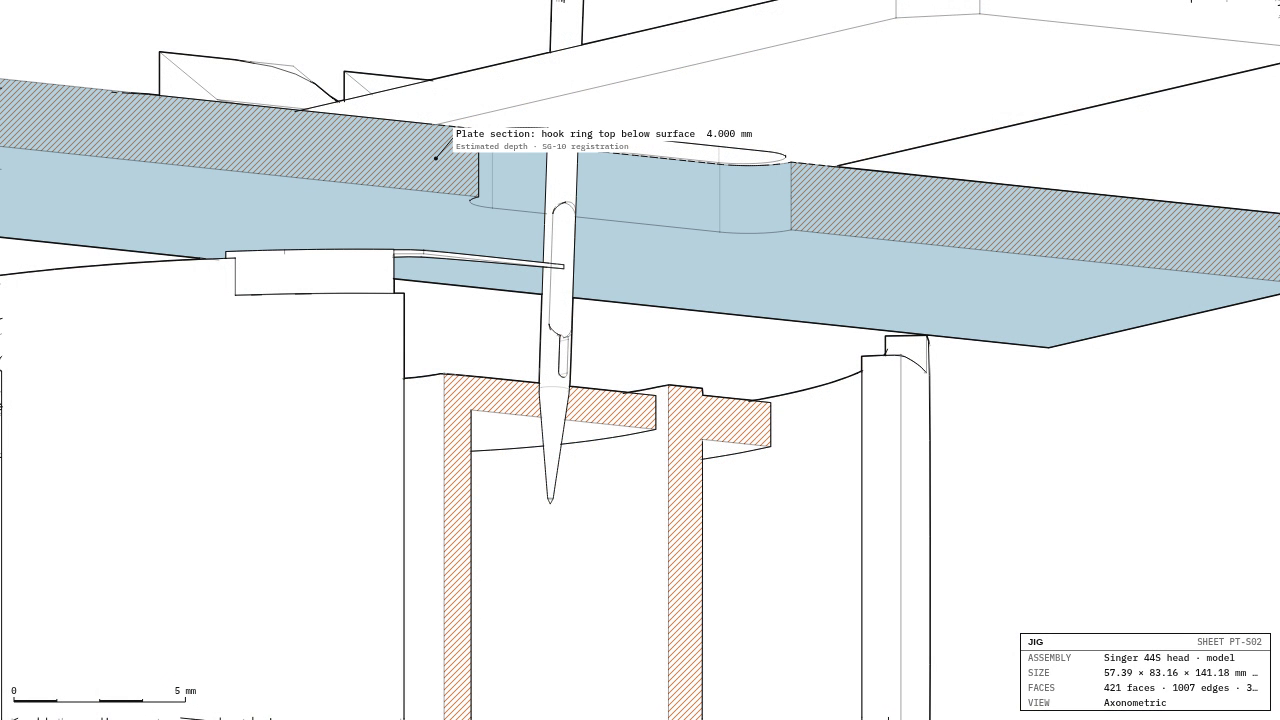 Plate section: hook ring top below surface 4.000 mm
Estimated depth · SG-10 registration
0 5 mm
JIG SHEET PT-S02
ASSEMBLY Singer 44S head · model
SIZE 57.39 × 83.16 × 141.18 mm …
FACES 421 faces · 1007 edges · 3…
VIEW Axonometric